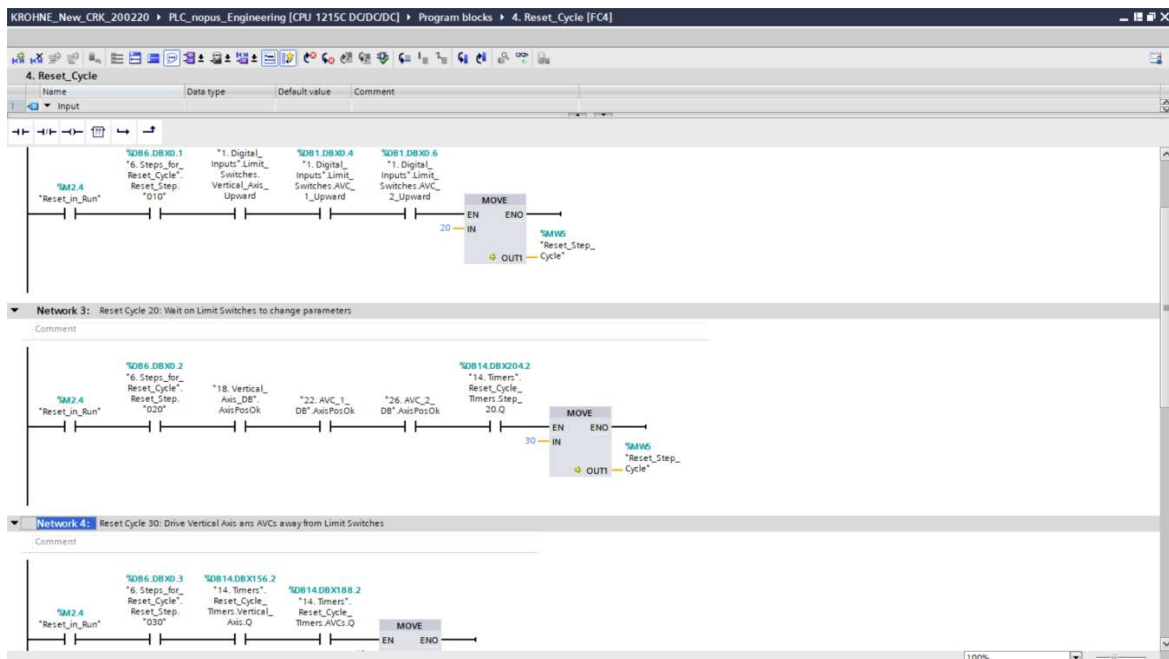 KROHNE_New_CRK_200220 ▸ PLC_nopus_Engineering [CPU 1215C DC/DC/DC] ▸ Program blocks ▸ 4. Reset_Cycle [FC4]
4. Reset_Cycle
Name Data type Default value Comment
1 Input
%M2.4
"Reset_in_Run"
%DB6.DBX0.1
"6. Steps_for_
Reset_Cycle".
Reset_Step.
"010"
"1. Digital_
Inputs".Limit_
Switches.
Vertical_Axis_
Upward
%DB1.DBX0.4
"1. Digital_
Inputs".Limit_
Switches.AVC_
1_Upward
%DB1.DBX0.6
"1. Digital_
Inputs".Limit_
Switches.AVC_
2_Upward
MOVE
EN ENO
20 IN
OUT1
%MW5
"Reset_Step_
Cycle"
Network 3: Reset Cycle 20: Wait on Limit Switches to change parameters
Comment
%M2.4
"Reset_in_Run"
%DB6.DBX0.2
"6. Steps_for_
Reset_Cycle".
Reset_Step.
"020"
"18. Vertical_
Axis_DB".
AxisPosOk
"22. AVC_1_
DB".AxisPosOk
"26. AVC_2_
DB".AxisPosOk
%DB14.DBX204.2
"14. Timers".
Reset_Cycle_
Timers.Step_
20.Q
MOVE
EN ENO
30 IN
OUT1
%MW5
"Reset_Step_
Cycle"
Network 4: Reset Cycle 30: Drive Vertical Axis ans AVCs away from Limit Switches
Comment
%M2.4
"Reset_in_Run"
%DB6.DBX0.3
"6. Steps_for_
Reset_Cycle".
Reset_Step.
"030"
%DB14.DBX156.2
"14. Timers".
Reset_Cycle_
Timers.Vertical_
Axis.Q
%DB14.DBX188.2
"14. Timers".
Reset_Cycle_
Timers.AVCs.Q
MOVE
EN ENO
100%